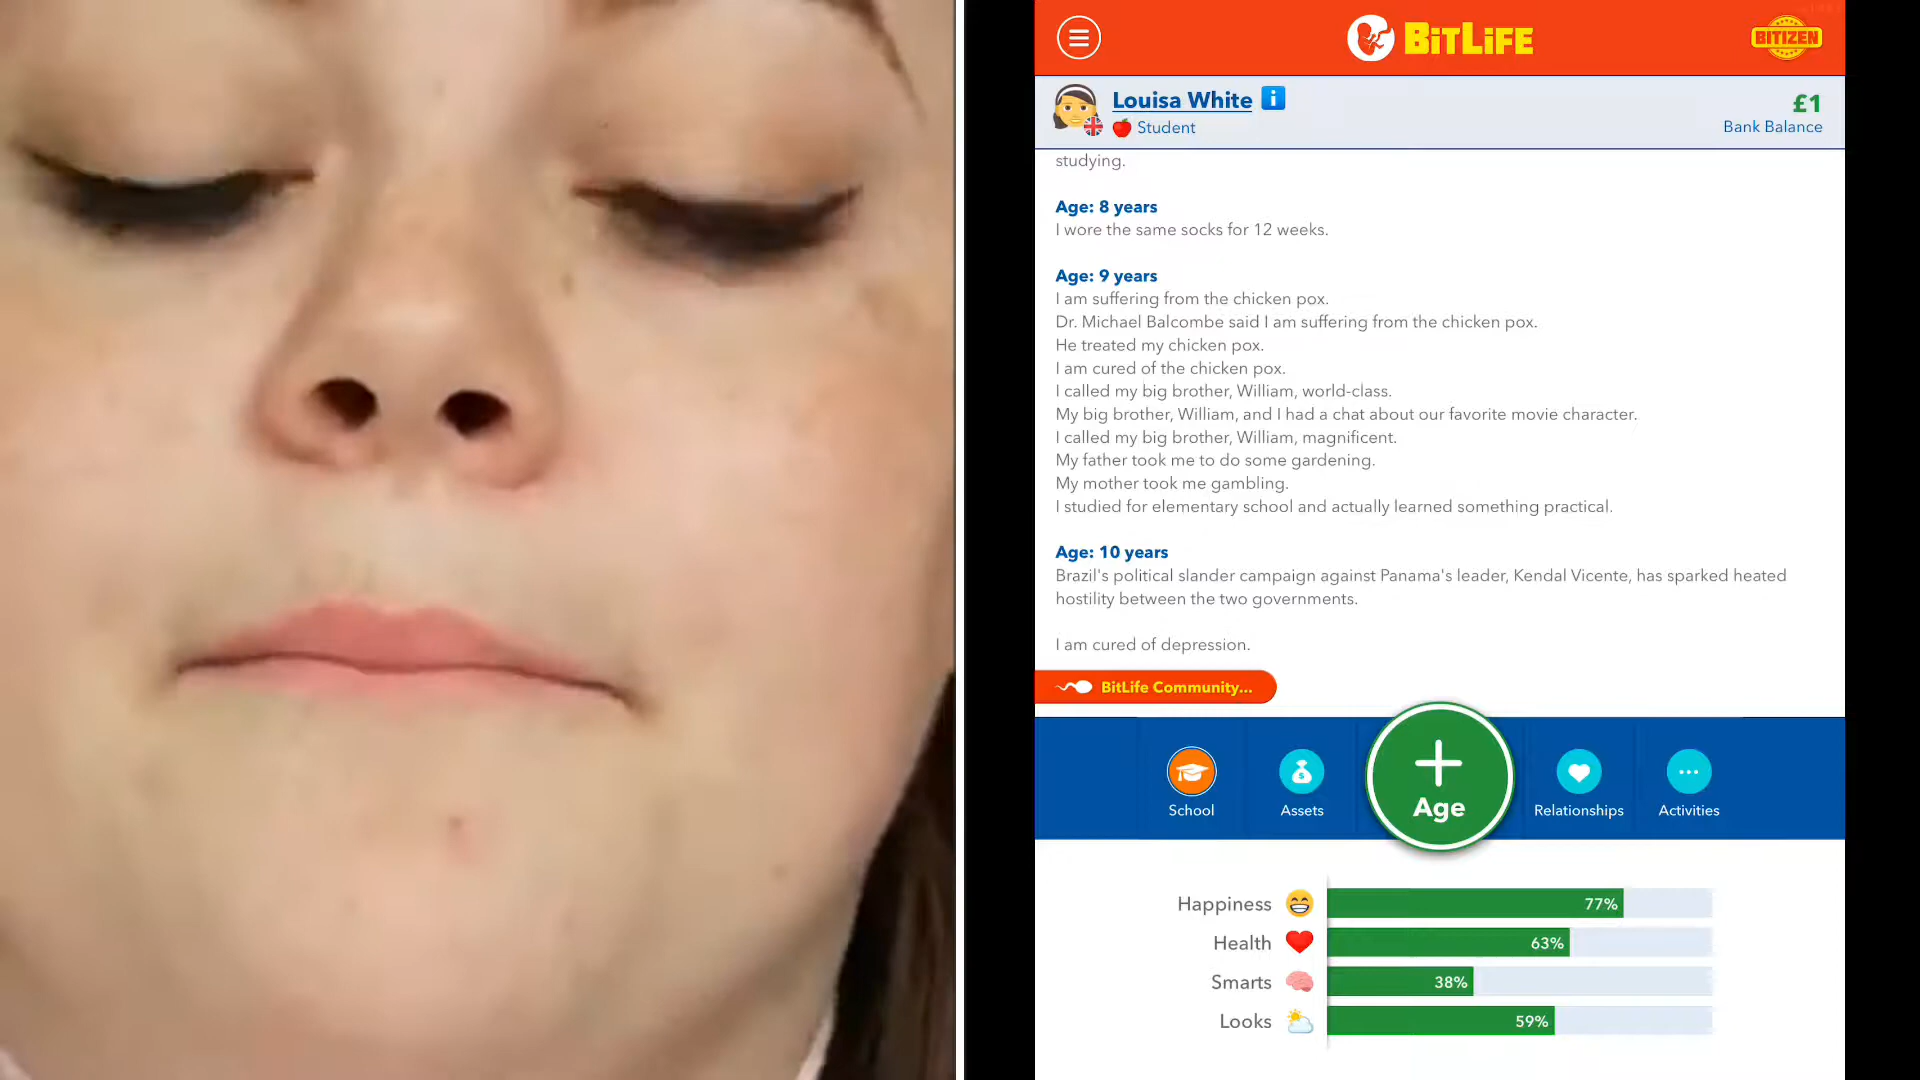 BITLIFE
BITIZEN
Louisa White
£1
Student
Bank Balance
studying.
Age: 8 years
I wore the same socks for 12 weeks.
Age: 9 years
I am suffering from the chicken pox.
Dr. Michael Balcombe said I am suffering from the chicken pox.
He treated my chicken pox.
I am cured of the chicken pox.
I called my big brother, William, world-class.
My big brother, William, and I had a chat about our favorite movie character.
I called my big brother, William, magnificent.
My father took me to do some gardening.
My mother took me gambling.
I studied for elementary school and actually learned something practical.
Age: 10 years
Brazil's political slander campaign against Panama's leader, Kendal Vicente, has sparked heated
hostility between the two governments.
I am cured of depression.
BitLife Community...
School
Assets
+
Age
Relationships
Activities
Happiness 77%
Health 63%
Smarts 38%
Looks 59%